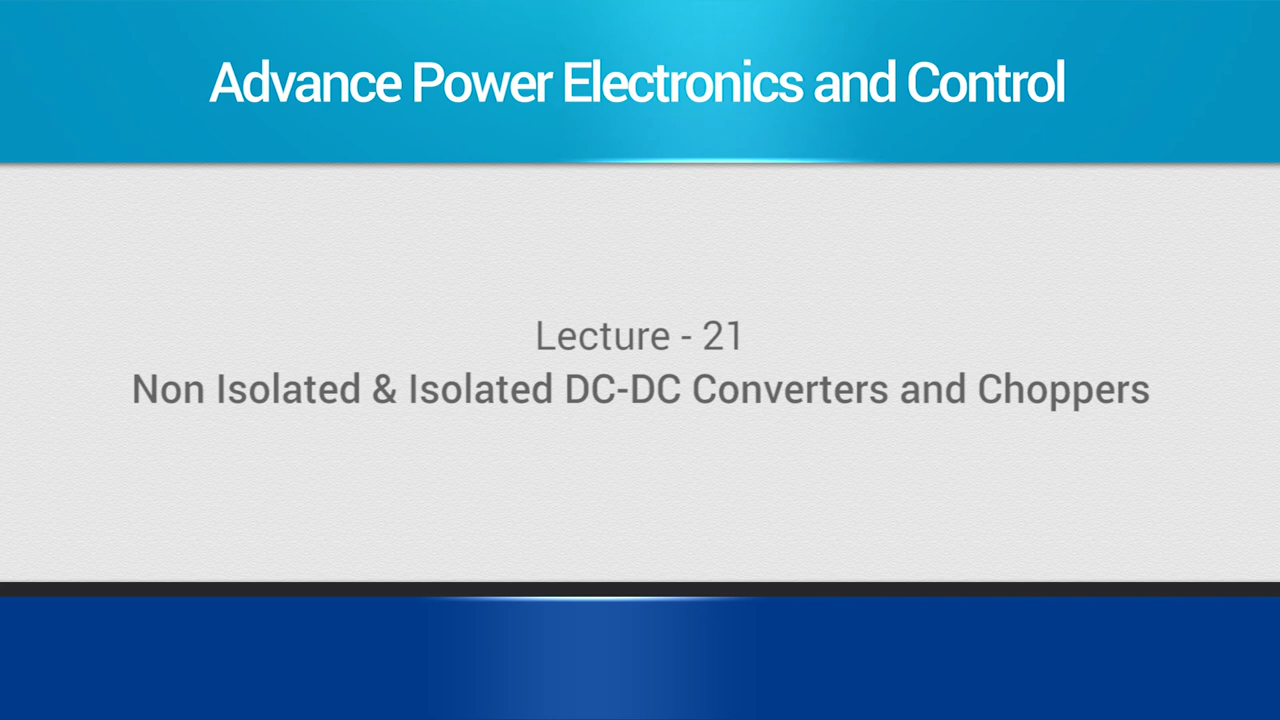 Advance Power Electronics and Control
Lecture - 21
Non Isolated & Isolated DC-DC Converters and Choppers